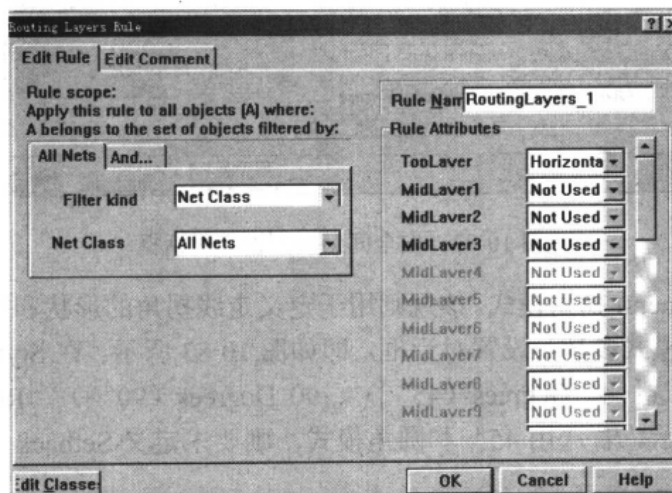 Routing Layers Rule
Edit Rule
Edit Comment
Rule scope:
Apply this rule to all objects (A) where:
A belongs to the set of objects filtered by:
All Nets
And...
Filter kind
Net Class
Net Class
All Nets
Rule Nam
RoutingLayers_1
Rule Attributes
TopLayer
Horizonta
MidLayer1
Not Used
MidLayer2
Not Used
MidLayer3
Not Used
MidLayer4
Not Used
MidLayer5
Not Used
MidLayer6
Not Used
MidLayer7
Not Used
MidLayer8
Not Used
MidLayer9
Not Used
Edit Classe
OK
Cancel
Help